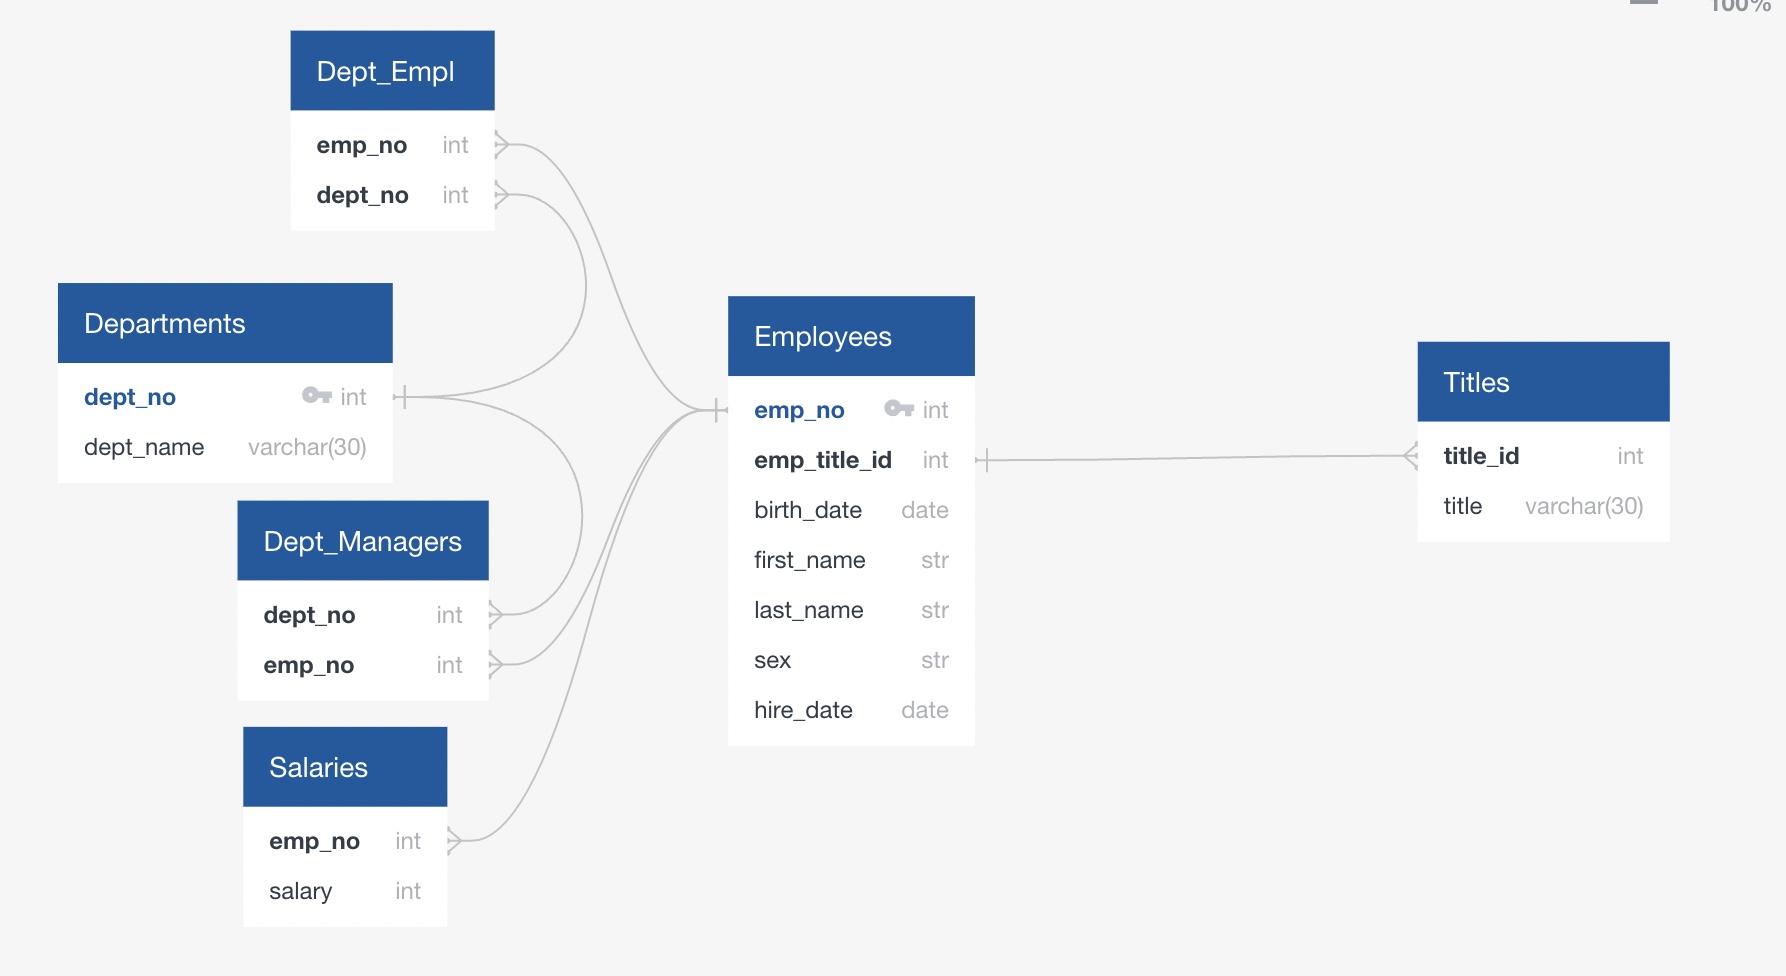 100%
Dept_Empl
emp_no int
dept_no int
Departments
dept_no int
dept_name varchar(30)
Dept_Managers
dept_no int
emp_no int
Salaries
emp_no int
salary int
Employees
emp_no int
emp_title_id int
birth_date date
first_name str
last_name str
sex str
hire_date date
Titles
title_id int
title varchar(30)